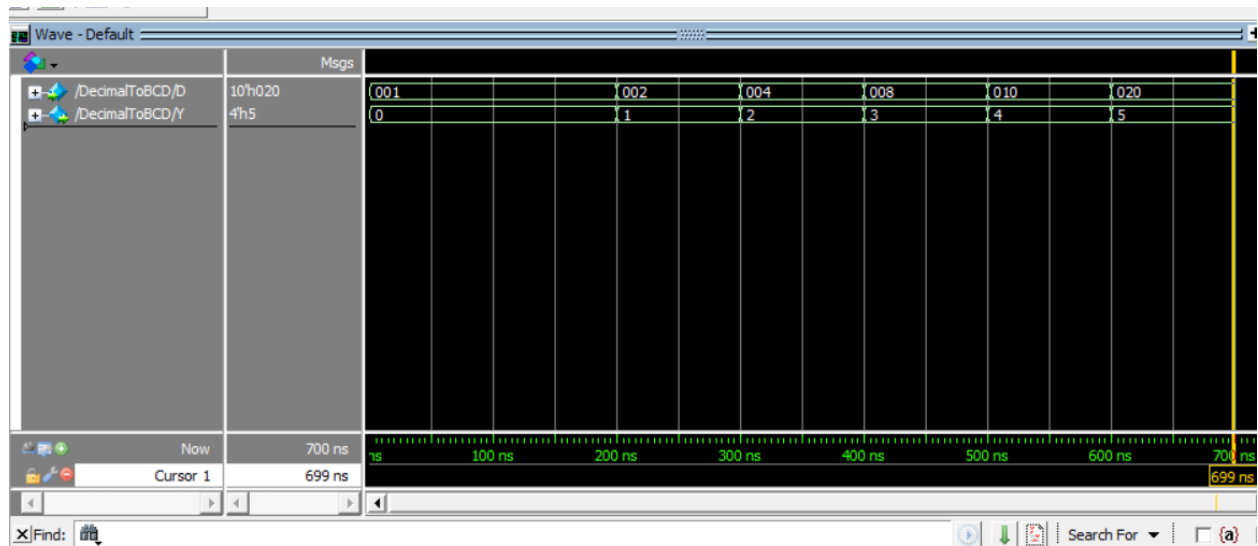 Wave - Default
Msgs
/DecimalToBCD/D 10'h020 001 002 004 008 010 020
/DecimalToBCD/Y 4'h5 0 1 2 3 4 5
Now 700 ns ns 100 ns 200 ns 300 ns 400 ns 500 ns 600 ns 700 ns
Cursor 1 699 ns 699 ns
Find: Search For {a}